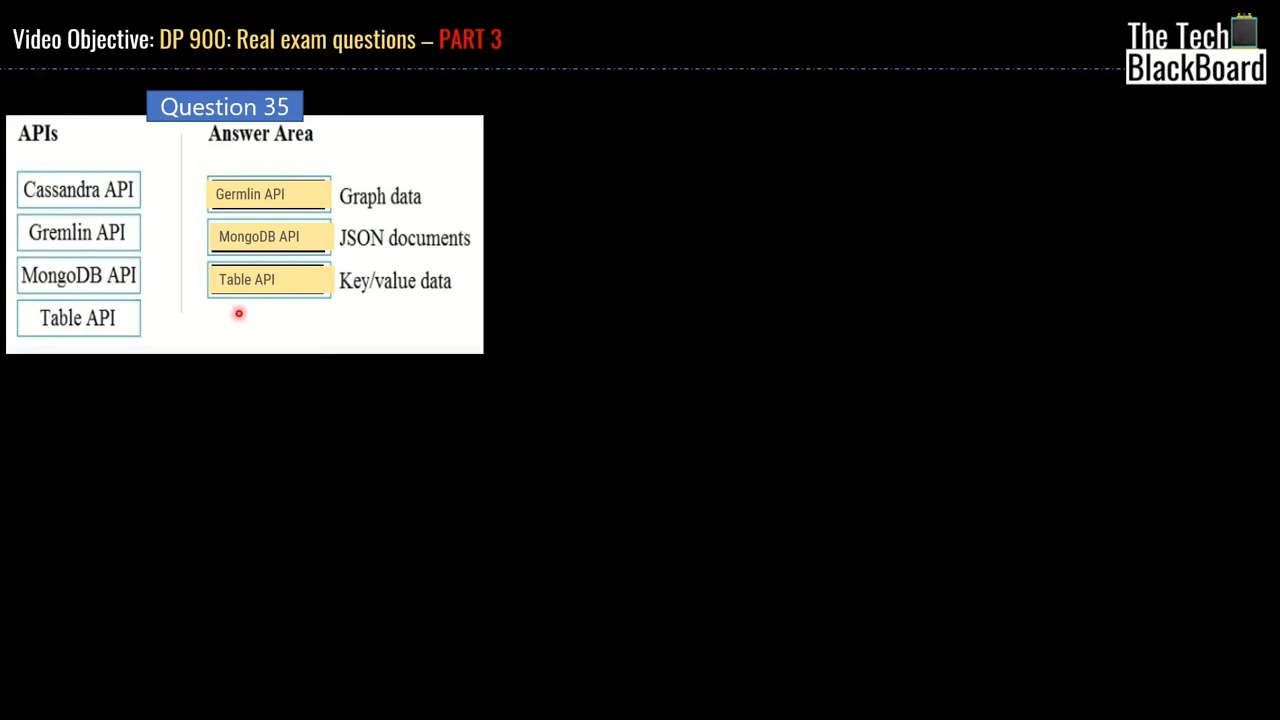 Video Objective: DP 900: Real exam questions – PART 3
The Tech
BlackBoard
Question 35
APIs
Answer Area
Cassandra API
Gremlin API
MongoDB API
Table API
Germlin API Graph data
MongoDB API JSON documents
Table API Key/value data